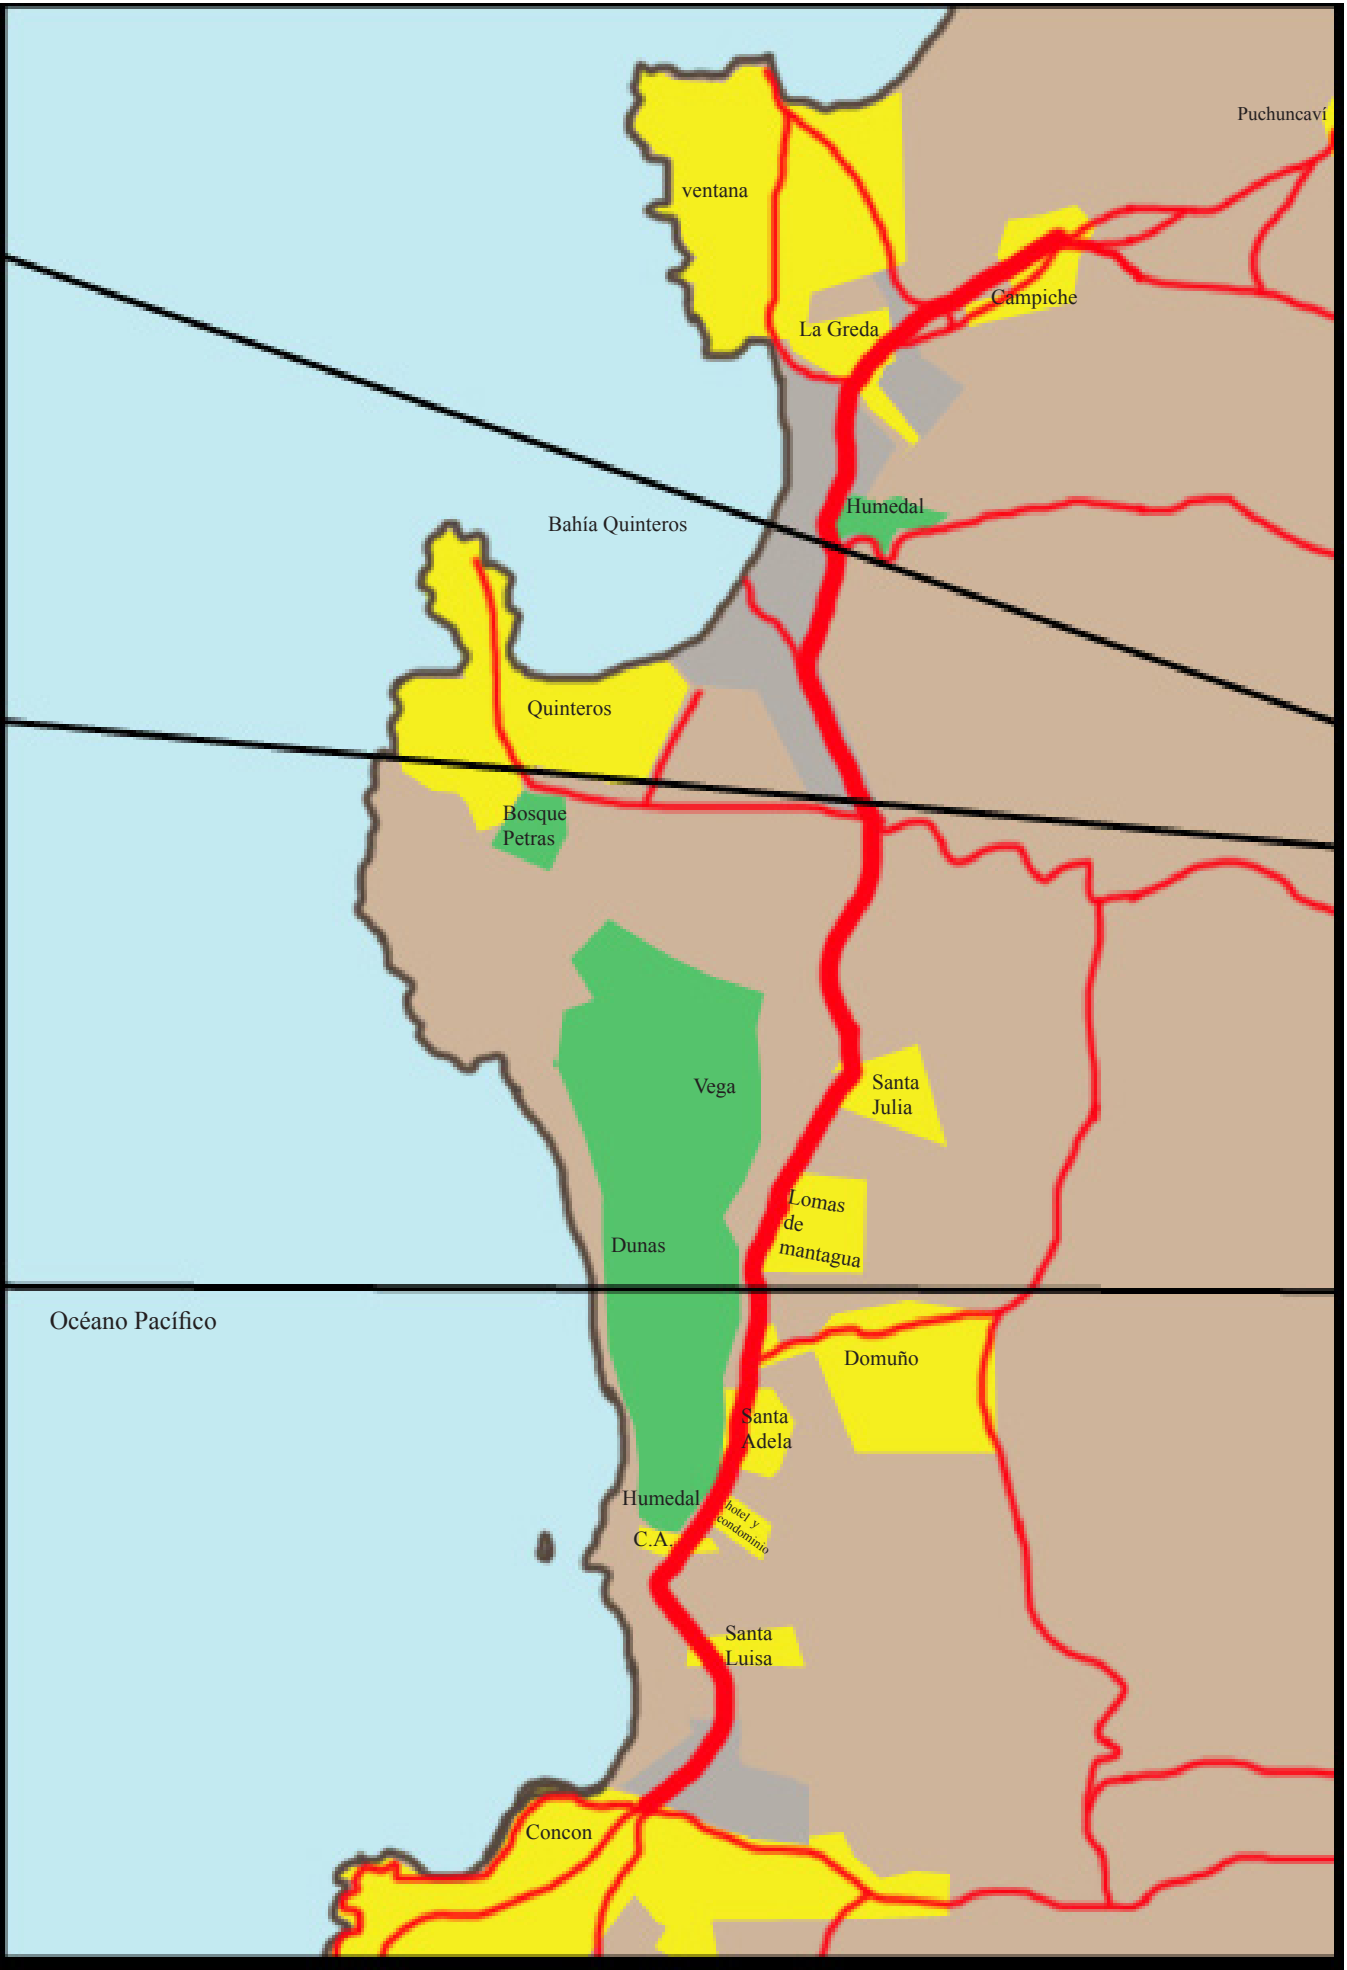 Puchuncaví
ventana
Campiche
La Greda
Humedal
Bahía Quinteros
Quinteros
Bosque
Petras
Vega
Santa
Julia
Lomas
de
mantagua
Dunas
Océano Pacífico
Domuño
Santa
Adela
Humedal
hotel y
condominio
C.A.
Santa
Luisa
Concon